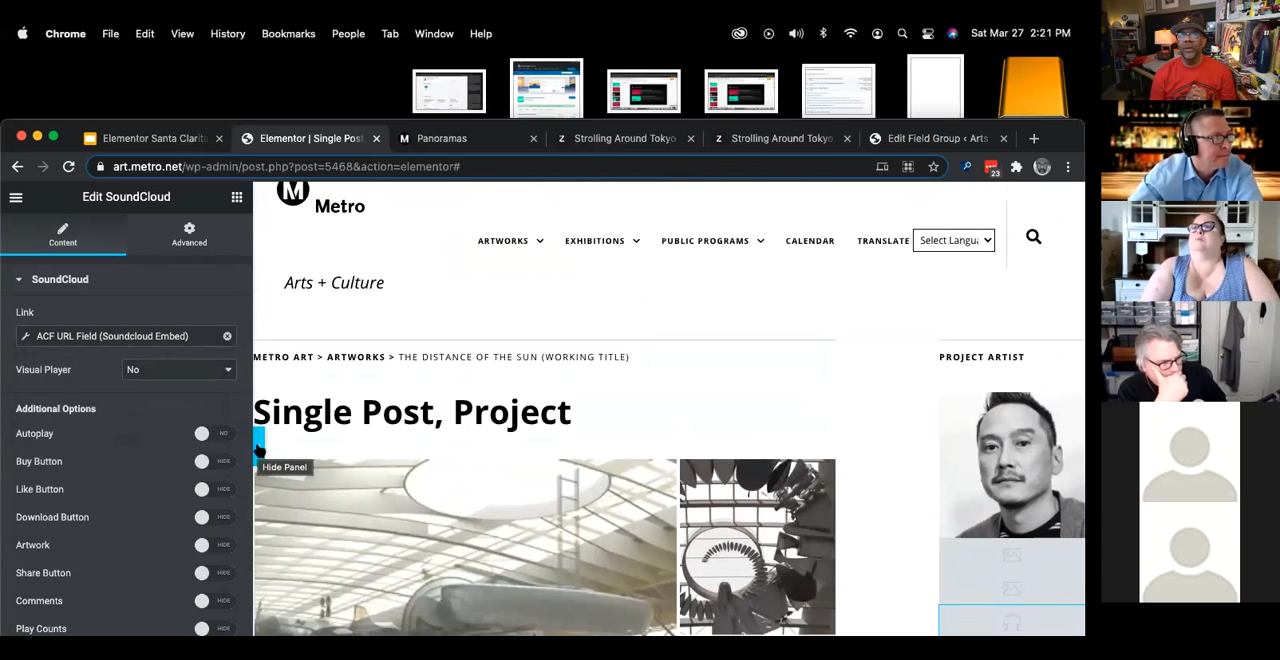 Chrome File Edit View History Bookmarks People Tab Window Help Sat Mar 27 2:21 PM
Elementor Santa Clarita Elementor | Single Post, Panoramas Strolling Around Tokyo Strolling Around Tokyo Edit Field Group ‹ Arts
art.metro.net/wp-admin/post.php?post=5468&action=elementor#
23
Edit SoundCloud
Content Advanced
SoundCloud
Link
ACF URL Field (Soundcloud Embed)
Visual Player No
Additional Options
Autoplay NO
Buy Button HIDE
Like Button HIDE
Download Button HIDE
Artwork HIDE
Share Button HIDE
Comments HIDE
Play Counts HIDE
M Metro
ARTWORKS EXHIBITIONS PUBLIC PROGRAMS CALENDAR TRANSLATE Select Langu
Arts + Culture
METRO ART > ARTWORKS > THE DISTANCE OF THE SUN (WORKING TITLE)
PROJECT ARTIST
Single Post, Project
Hide Panel